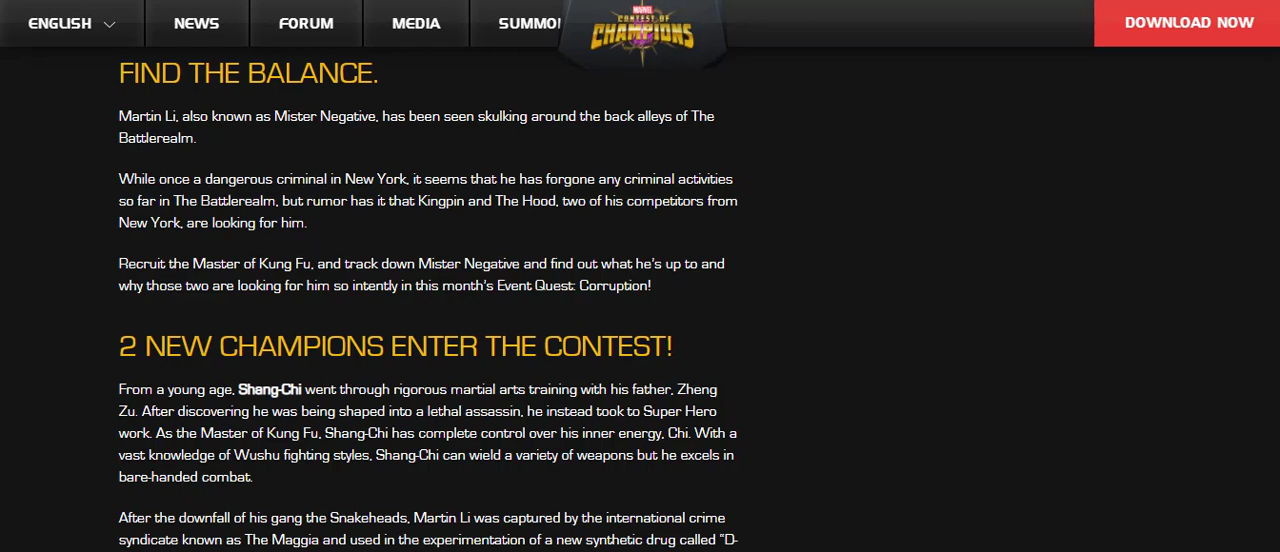 ENGLISH NEWS FORUM MEDIA SUMMO MARVEL CONTEST OF CHAMPIONS DOWNLOAD NOW
FIND THE BALANCE.
Martin Li, also known as Mister Negative, has been seen skulking around the back alleys of The
Battlerealm.
While once a dangerous criminal in New York, it seems that he has forgone any criminal activities
so far in The Battlerealm, but rumor has it that Kingpin and The Hood, two of his competitors from
New York, are looking for him.
Recruit the Master of Kung Fu, and track down Mister Negative and find out what he's up to and
why those two are looking for him so intently in this month's Event Quest: Corruption!
2 NEW CHAMPIONS ENTER THE CONTEST!
From a young age, Shang-Chi went through rigorous martial arts training with his father, Zheng
Zu. After discovering he was being shaped into a lethal assassin, he instead took to Super Hero
work. As the Master of Kung Fu, Shang-Chi has complete control over his inner energy, Chi. With a
vast knowledge of Wushu fighting styles, Shang-Chi can wield a variety of weapons but he excels in
bare-handed combat.
After the downfall of his gang the Snakeheads, Martin Li was captured by the international crime
syndicate known as The Maggia and used in the experimentation of a new synthetic drug called “D-